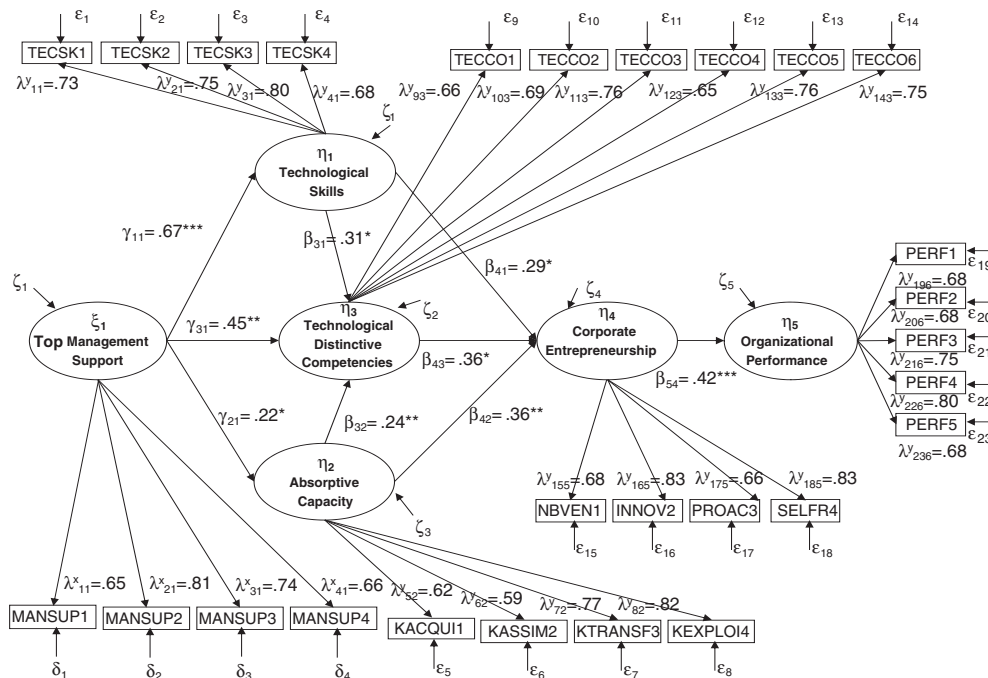 ε1 ε2 ε3 ε4 ε9 ε10 ε11 ε12 ε13 ε14
TECSK1 TECSK2 TECSK3 TECSK4 TECCO1 TECCO2 TECCO3 TECCO4 TECCO5 TECCO6
λy11=.73 λy21=.75 λy31=.80 λy41=.68 λy93=.66 λy103=.69 λy113=.76 λy123=.65 λy133=.76 λy143=.75
ζ1
η1
Technological
Skills
γ11=.67***
β31=.31*
β41=.29*
ζ1
ξ1
Top Management
Support
γ31=.45**
η3
Technological
Distinctive
Competencies
ζ2
β43=.36*
ζ4
η4
Corporate
Entrepreneurship
β54=.42***
ζ5
η5
Organizational
Performance
PERF1
ε19
λy196=.68
PERF2
ε20
λy206=.68
PERF3
ε21
λy216=.75
PERF4
ε22
λy226=.80
PERF5
ε23
λy236=.68
γ21=.22*
β32=.24**
β42=.36**
η2
Absorptive
Capacity
ζ3
λy155=.68 λy165=.83 λy175=.66 λy185=.83
NBVEN1 INNOV2 PROAC3 SELFR4
ε15 ε16 ε17 ε18
λx11=.65 λx21=.81 λx31=.74 λx41=.66 λy52=.62 λy62=.59 λy72=.77 λy82=.82
MANSUP1 MANSUP2 MANSUP3 MANSUP4 KACQUI1 KASSIM2 KTRANSF3 KEXPLOI4
δ1 δ2 δ3 δ4 ε5 ε6 ε7 ε8